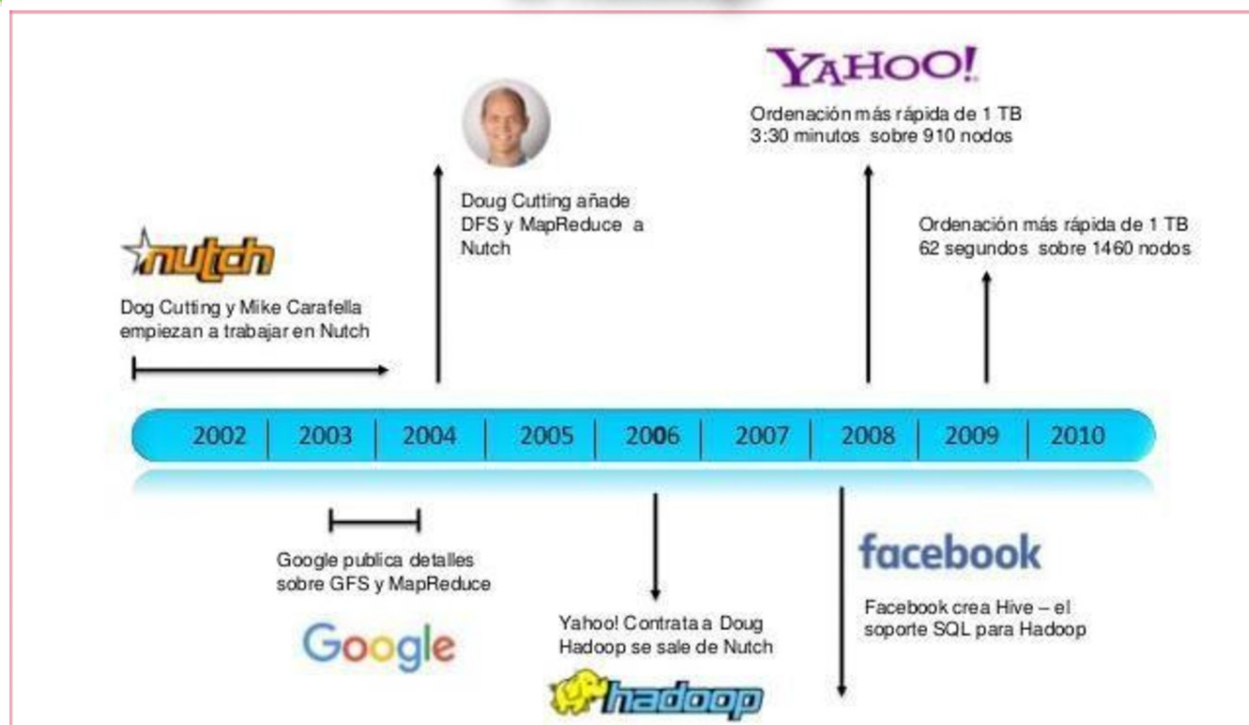 YAHOO!
Ordenación más rápida de 1 TB
3:30 minutos sobre 910 nodos
Doug Cutting añade
DFS y MapReduce a
Nutch
Ordenación más rápida de 1 TB
62 segundos sobre 1460 nodos
nutch
Dog Cutting y Mike Carafella
empiezan a trabajar en Nutch
2002 2003 2004 2005 2006 2007 2008 2009 2010
Google publica detalles
sobre GFS y MapReduce
Google
Yahoo! Contrata a Doug
Hadoop se sale de Nutch
hadoop
facebook
Facebook crea Hive – el
soporte SQL para Hadoop